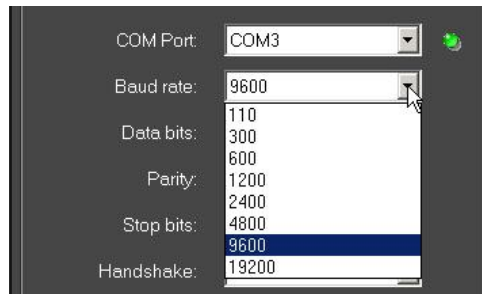 COM Port: COM3
Baud rate: 9600
110
Data bits: 300
600
Parity: 1200
2400
Stop bits: 4800
9600
Handshake: 19200